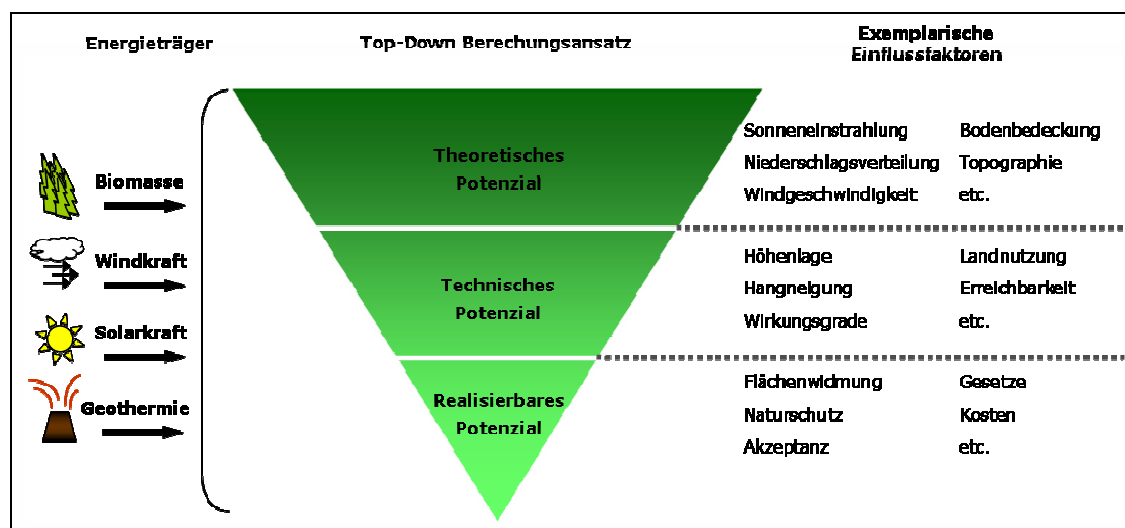 Energieträger
Top-Down Berechungsansatz
Exemplarische
Einflussfaktoren
Biomasse
Windkraft
Solarkraft
Geothermie
Theoretisches
Potenzial
Sonneneinstrahlung Bodenbedeckung
Niederschlagsverteilung Topographie
Windgeschwindigkeit etc.
Technisches
Potenzial
Höhenlage Landnutzung
Hangneigung Erreichbarkeit
Wirkungsgrade etc.
Realisierbares
Potenzial
Flächenwidmung Gesetze
Naturschutz Kosten
Akzeptanz etc.